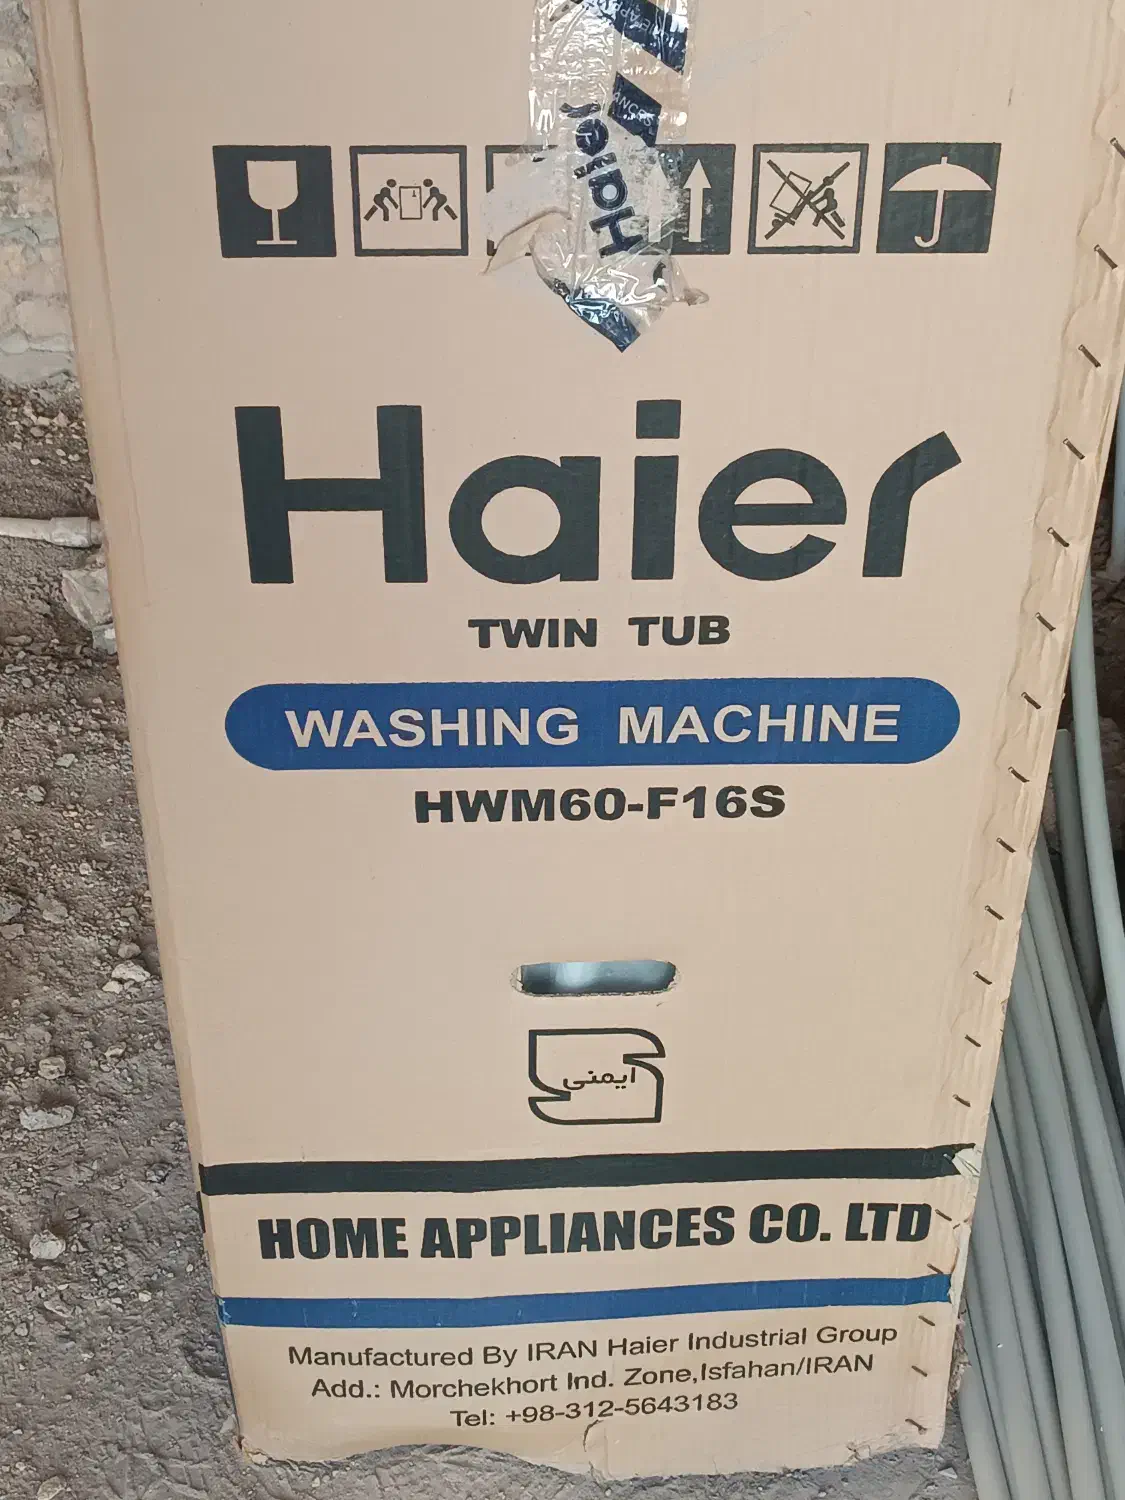 Haier
Haier
TWIN TUB
WASHING MACHINE
HWM60-F16S
ایمنی
HOME APPLIANCES CO. LTD
Manufactured By IRAN Haier Industrial Group
Add.: Morchekhort Ind. Zone,Isfahan/IRAN
Tel: +98-312-5643183